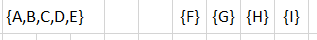 {A,B,C,D,E} {F} {G} {H} {I}